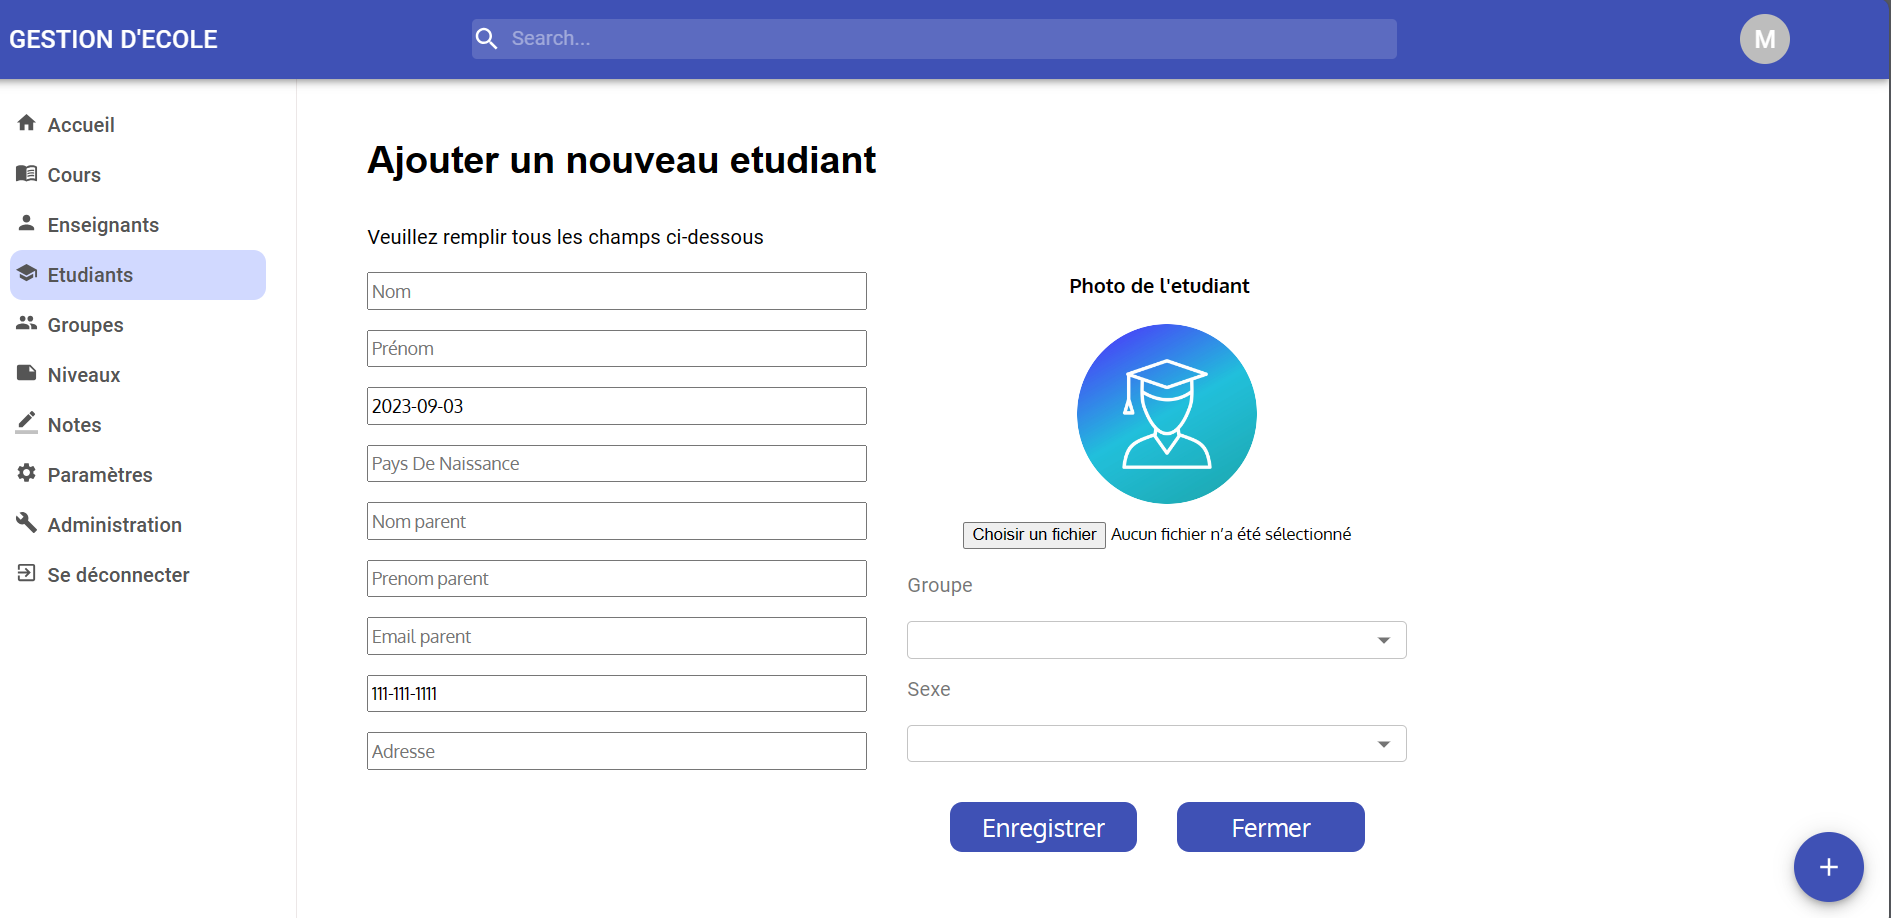 GESTION D'ECOLE
Search...
M
Accueil
Cours
Enseignants
Etudiants
Groupes
Niveaux
Notes
Paramètres
Administration
Se déconnecter
Ajouter un nouveau etudiant
Veuillez remplir tous les champs ci-dessous
Nom
Prénom
2023-09-03
Pays De Naissance
Nom parent
Prenom parent
Email parent
111-111-1111
Adresse
Photo de l'etudiant
Choisir un fichier Aucun fichier n’a été sélectionné
Groupe
Sexe
Enregistrer
Fermer
+